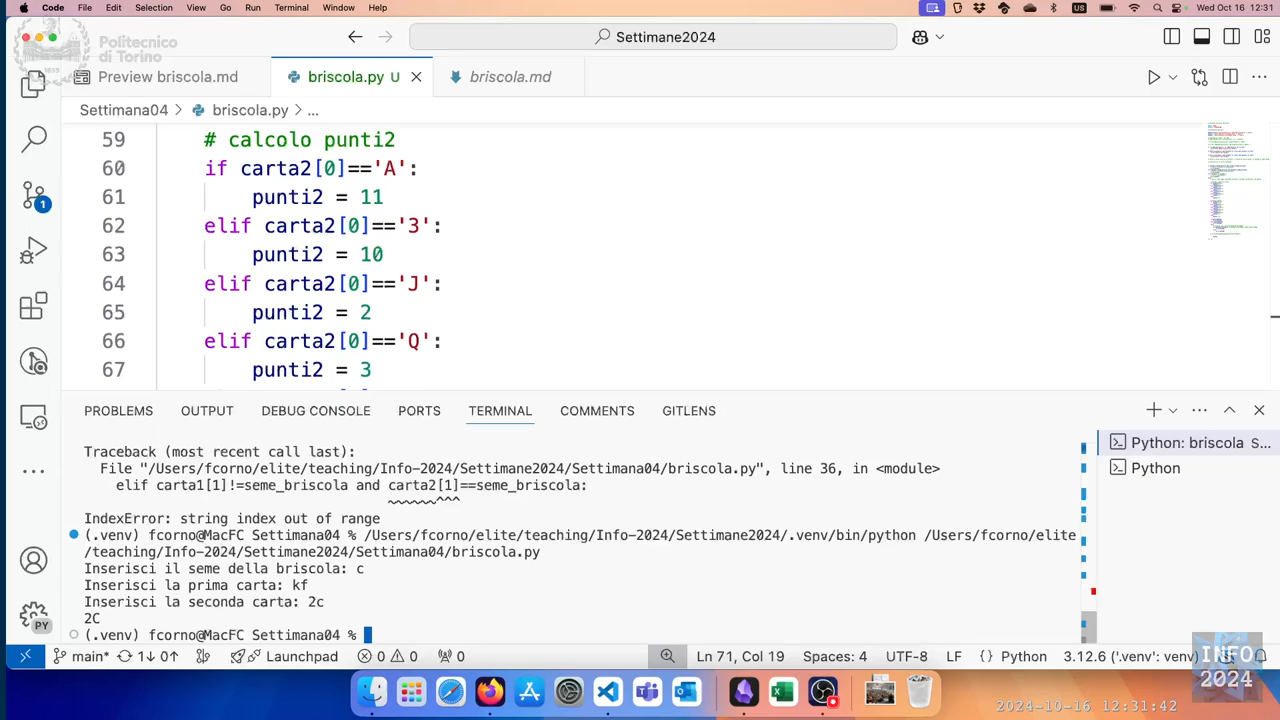 Code File Edit Selection View Go Run Terminal Window Help US Wed Oct 16 12:31
Politecnico di Torino
Settimane2024
Preview briscola.md briscola.py U briscola.md
Settimana04 > briscola.py > ...
59 # calcolo punti2
60 if carta2[0]=='A':
61 punti2 = 11
62 elif carta2[0]=='3':
63 punti2 = 10
64 elif carta2[0]=='J':
65 punti2 = 2
66 elif carta2[0]=='Q':
67 punti2 = 3
PROBLEMS OUTPUT DEBUG CONSOLE PORTS TERMINAL COMMENTS GITLENS
Traceback (most recent call last):
File "/Users/fcorno/elite/teaching/Info-2024/Settimane2024/Settimana04/briscola.py", line 36, in <module>
elif carta1[1]!=seme_briscola and carta2[1]==seme_briscola:
~~~~~~^^^
IndexError: string index out of range
(.venv) fcorno@MacFC Settimana04 % /Users/fcorno/elite/teaching/Info-2024/Settimane2024/.venv/bin/python /Users/fcorno/elite
/teaching/Info-2024/Settimane2024/Settimana04/briscola.py
Inserisci il seme della briscola: c
Inserisci la prima carta: kf
Inserisci la seconda carta: 2c
2C
(.venv) fcorno@MacFC Settimana04 %
Python: briscola S...
Python
1
PY
main* 1↓ 0↑ Launchpad 0 0 0 Ln 71, Col 19 Spaces: 4 UTF-8 LF {} Python 3.12.6 ('.venv': venv)
INFO
2024
2024-10-16 12:31:42